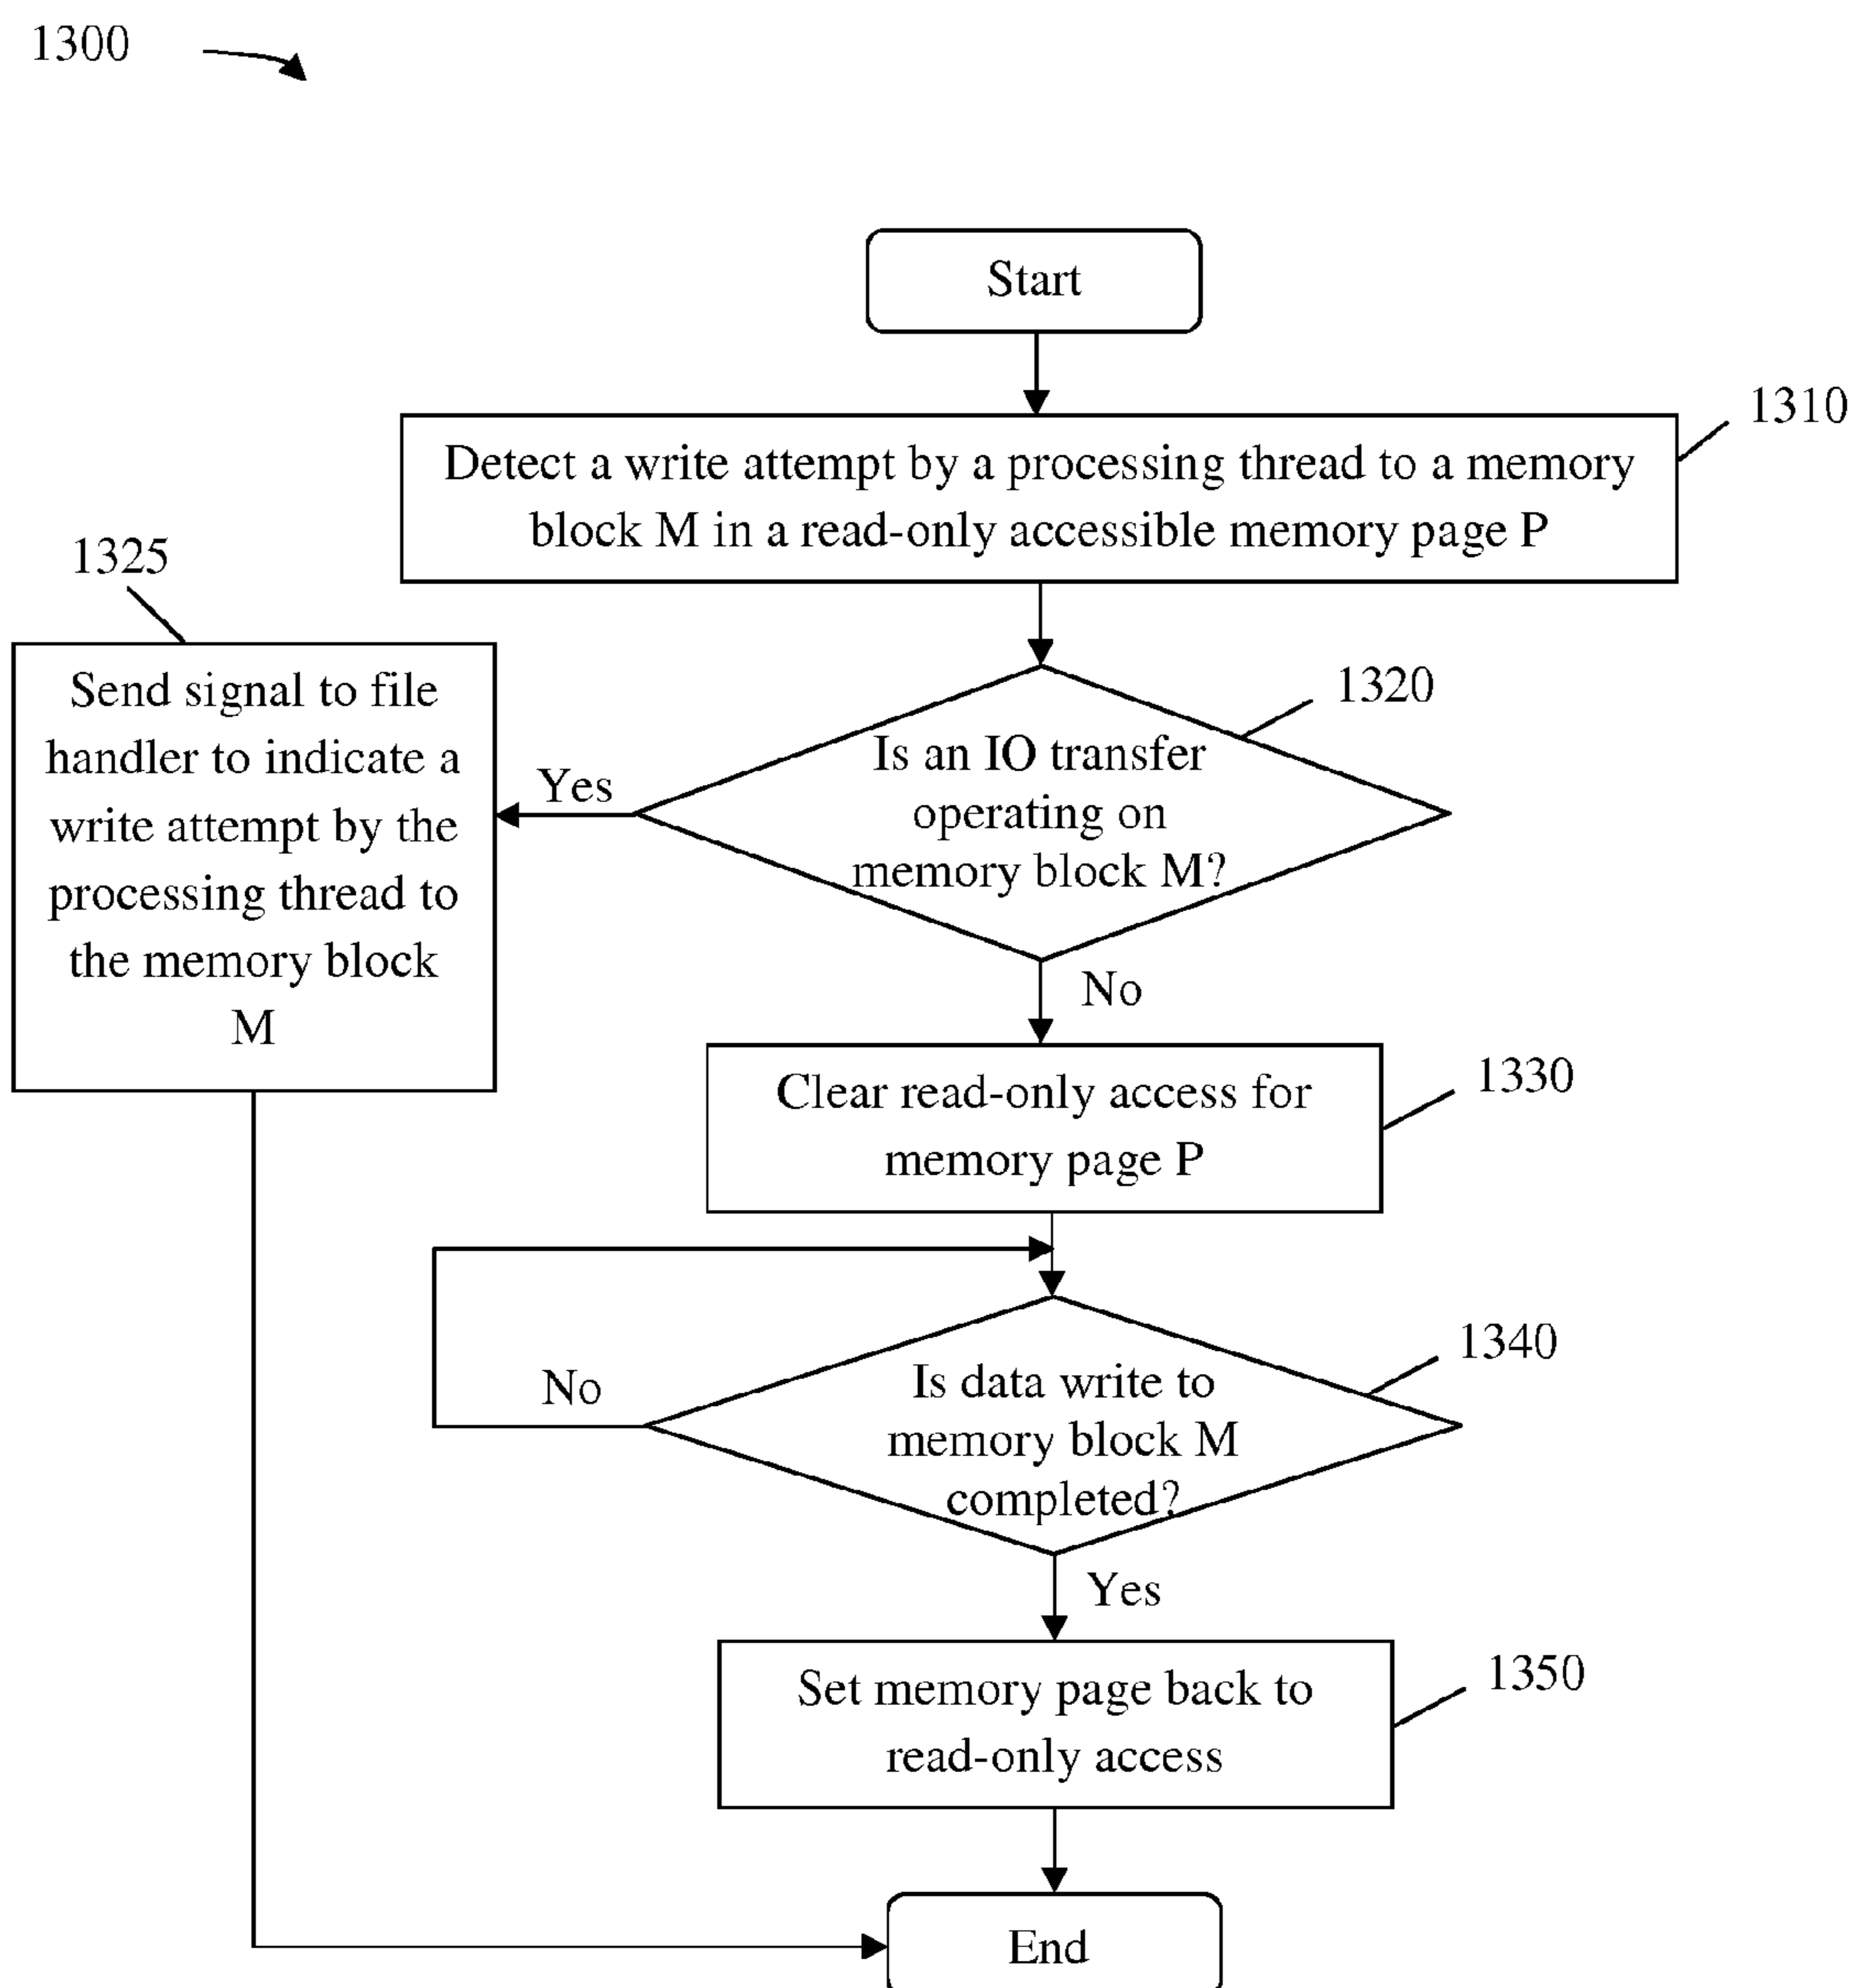 1300
Start
1310
Detect a write attempt by a processing thread to a memory
block M in a read-only accessible memory page P
1325
Send signal to file
handler to indicate a
write attempt by the
processing thread to
the memory block
M
1320
Is an IO transfer
operating on
memory block M?
Yes
No
1330
Clear read-only access for
memory page P
1340
Is data write to
memory block M
completed?
No
Yes
1350
Set memory page back to
read-only access
End